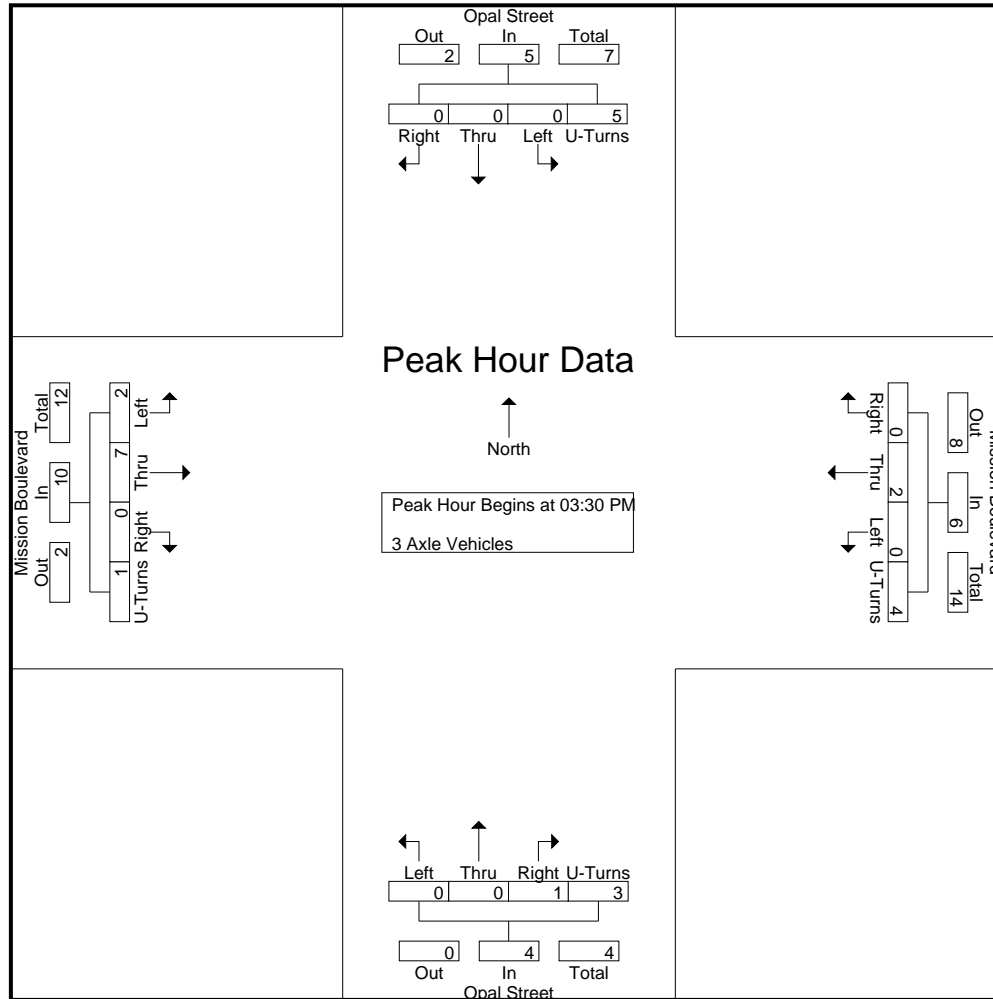 Opal Street
Out In Total
2 5 7
0 0 0 5
Right Thru Left U-Turns
Peak Hour Data
North
Peak Hour Begins at 03:30 PM
3 Axle Vehicles
Mission Boulevard
Out In Total
2 10 12
1 0 7 2
U-Turns Right Thru Left
Mission Boulevard
Out In Total
8 6 14
0 2 0 4
Right Thru Left U-Turns
Left Thru Right U-Turns
0 0 1 3
0 4 4
Out In Total
Opal Street